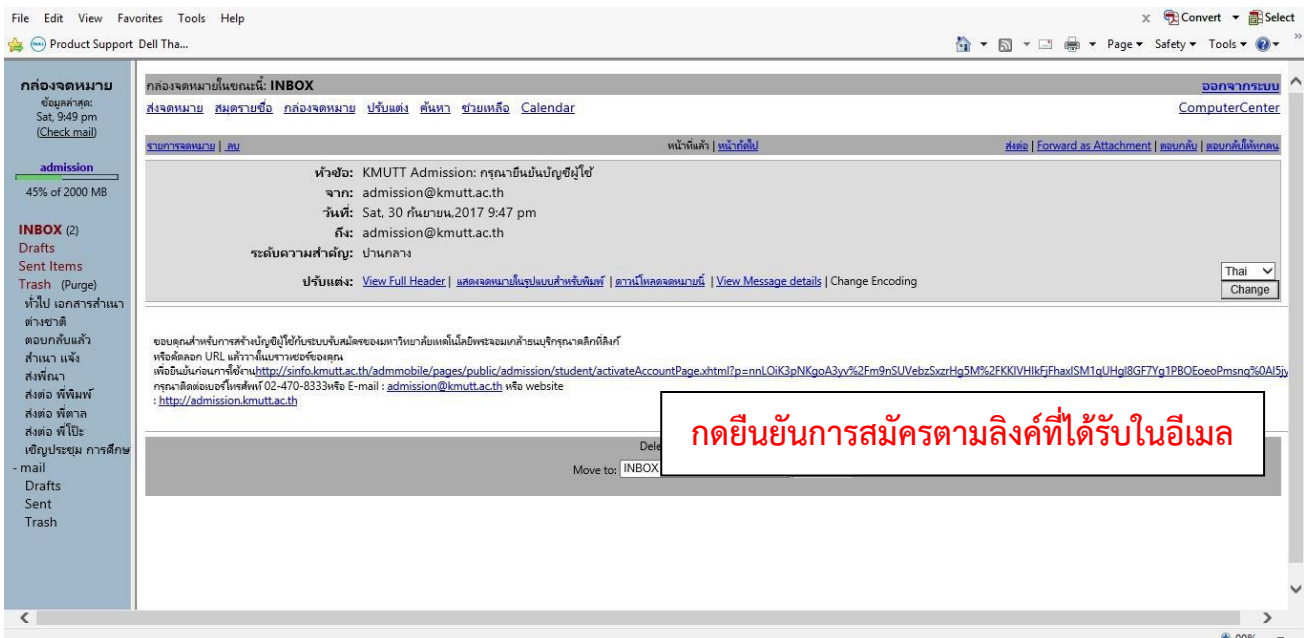 File Edit View Favorites Tools Help
Convert Select
Product Support Dell Tha...
Page Safety Tools
กล่องจดหมาย
ข้อมูลล่าสุด:
Sat, 9:49 pm
(Check mail)
admission
45% of 2000 MB
INBOX (2)
Drafts
Sent Items
Trash (Purge)
ทั่วไป เอกสารสำเนา
ต่างชาติ
ตอบกลับแล้ว
สำเนา แจ้ง
ส่งพี่ณา
ส่งต่อ พี่พิมพ์
ส่งต่อ พี่ตาล
ส่งต่อ พี่โป๊ะ
เชิญประชุม การศึกษ
- mail
Drafts
Sent
Trash
กล่องจดหมายในขณะนี้: INBOX
ออกจากระบบ
ส่งจดหมาย สมุดรายชื่อ กล่องจดหมาย ปรับแต่ง ค้นหา ช่วยเหลือ Calendar
ComputerCenter
รายการจดหมาย | ลบ
หน้าที่แล้ว | หน้าถัดไป
ส่งต่อ | Forward as Attachment | ตอบกลับ | ตอบกลับให้ทุกคน
หัวข้อ: KMUTT Admission: กรุณายืนยันบัญชีผู้ใช้
จาก: admission@kmutt.ac.th
วันที่: Sat, 30 กันยายน,2017 9:47 pm
ถึง: admission@kmutt.ac.th
ระดับความสำคัญ: ปานกลาง
ปรับแต่ง: View Full Header | แสดงจดหมายในรูปแบบสำหรับพิมพ์ | ดาวน์โหลดจดหมายนี้ | View Message details | Change Encoding
Thai
Change
ขอบคุณสำหรับการสร้างบัญชีผู้ใช้กับระบบรับสมัครของมหาวิทยาลัยเทคโนโลยีพระจอมเกล้าธนบุรีกรุณาคลิกที่ลิงก์
หรือคัดลอก URL แล้ววางในบราวเซอร์ของคุณ
เพื่อยืนยันก่อนการใช้งานhttp://sinfo.kmutt.ac.th/admmobile/pages/public/admission/student/activateAccountPage.xhtml?p=nnLOiK3pNKgoA3yv%2Fm9nSUVebzSxzrHg5M%2FKKlVHIkFjFhaxlSM1qUHgl8GF7Yg1PBOEoeoPmsnq%0Al5jy
กรุณาติดต่อเบอร์โทรศัพท์ 02-470-8333หรือ E-mail : admission@kmutt.ac.th หรือ website
: http://admission.kmutt.ac.th
กดยืนยันการสมัครตามลิงค์ที่ได้รับในอีเมล
Dele
Move to: INBOX